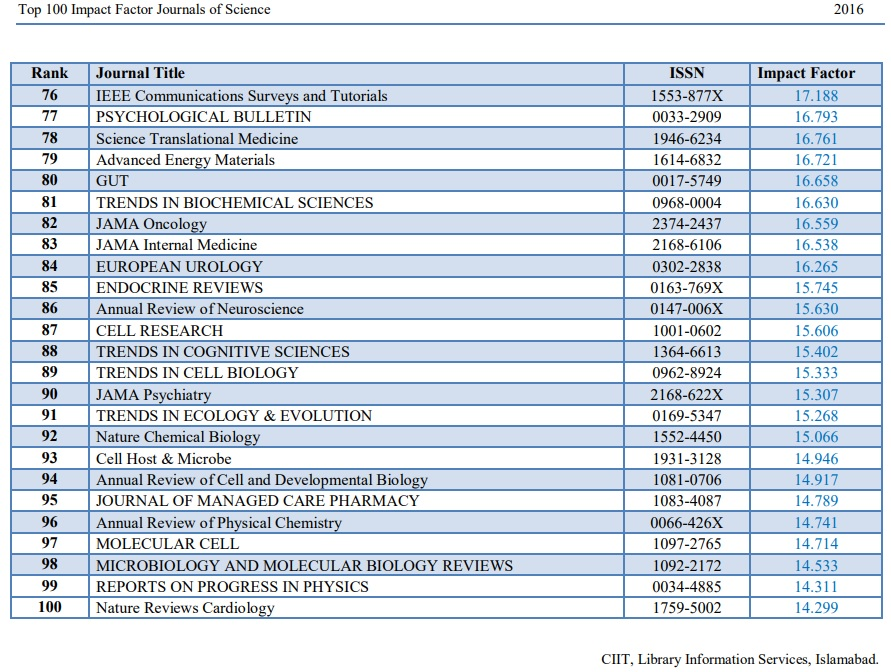 Top 100 Impact Factor Journals of Science 2016
Rank Journal Title ISSN Impact Factor
76 IEEE Communications Surveys and Tutorials 1553-877X 17.188
77 PSYCHOLOGICAL BULLETIN 0033-2909 16.793
78 Science Translational Medicine 1946-6234 16.761
79 Advanced Energy Materials 1614-6832 16.721
80 GUT 0017-5749 16.658
81 TRENDS IN BIOCHEMICAL SCIENCES 0968-0004 16.630
82 JAMA Oncology 2374-2437 16.559
83 JAMA Internal Medicine 2168-6106 16.538
84 EUROPEAN UROLOGY 0302-2838 16.265
85 ENDOCRINE REVIEWS 0163-769X 15.745
86 Annual Review of Neuroscience 0147-006X 15.630
87 CELL RESEARCH 1001-0602 15.606
88 TRENDS IN COGNITIVE SCIENCES 1364-6613 15.402
89 TRENDS IN CELL BIOLOGY 0962-8924 15.333
90 JAMA Psychiatry 2168-622X 15.307
91 TRENDS IN ECOLOGY & EVOLUTION 0169-5347 15.268
92 Nature Chemical Biology 1552-4450 15.066
93 Cell Host & Microbe 1931-3128 14.946
94 Annual Review of Cell and Developmental Biology 1081-0706 14.917
95 JOURNAL OF MANAGED CARE PHARMACY 1083-4087 14.789
96 Annual Review of Physical Chemistry 0066-426X 14.741
97 MOLECULAR CELL 1097-2765 14.714
98 MICROBIOLOGY AND MOLECULAR BIOLOGY REVIEWS 1092-2172 14.533
99 REPORTS ON PROGRESS IN PHYSICS 0034-4885 14.311
100 Nature Reviews Cardiology 1759-5002 14.299
CIIT, Library Information Services, Islamabad.